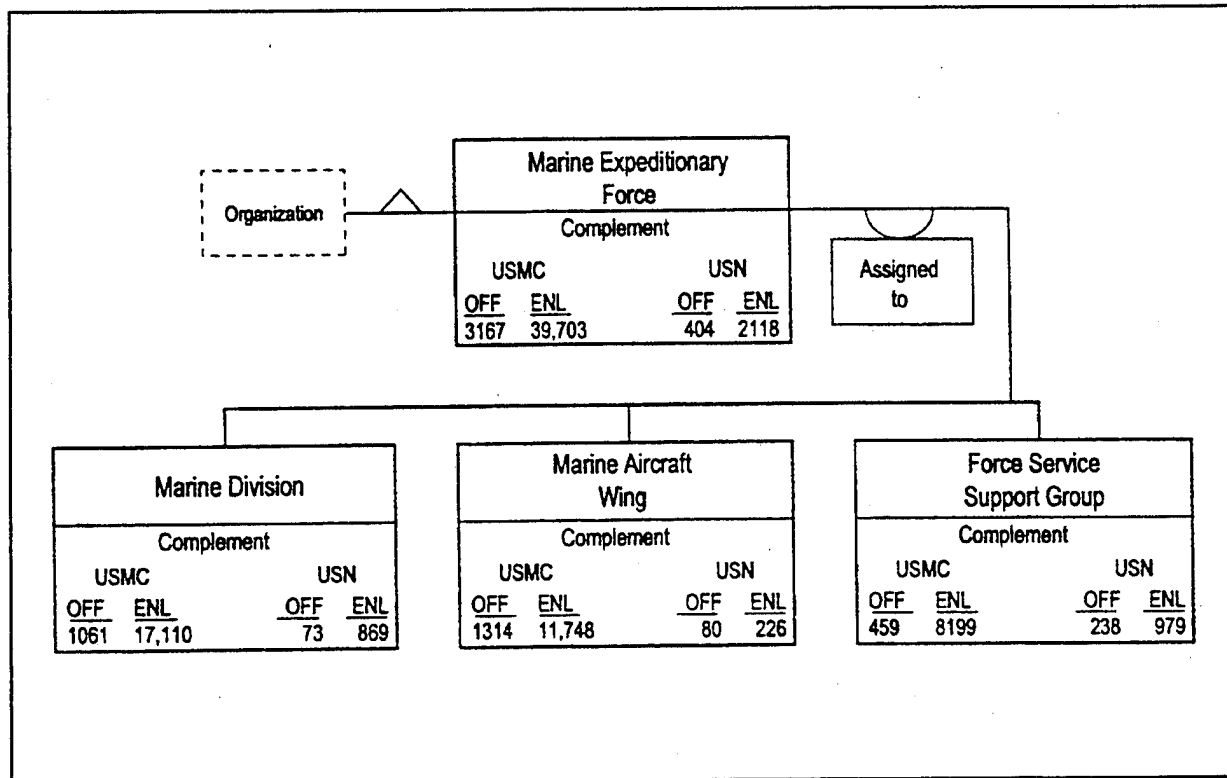 Marine Expeditionary
Force
Organization
Complement
USMC USN
OFF ENL OFF ENL
3167 39,703 404 2118
Assigned
to
Marine Division
Complement
USMC USN
OFF ENL OFF ENL
1061 17,110 73 869
Marine Aircraft
Wing
Complement
USMC USN
OFF ENL OFF ENL
1314 11,748 80 226
Force Service
Support Group
Complement
USMC USN
OFF ENL OFF ENL
459 8199 238 979